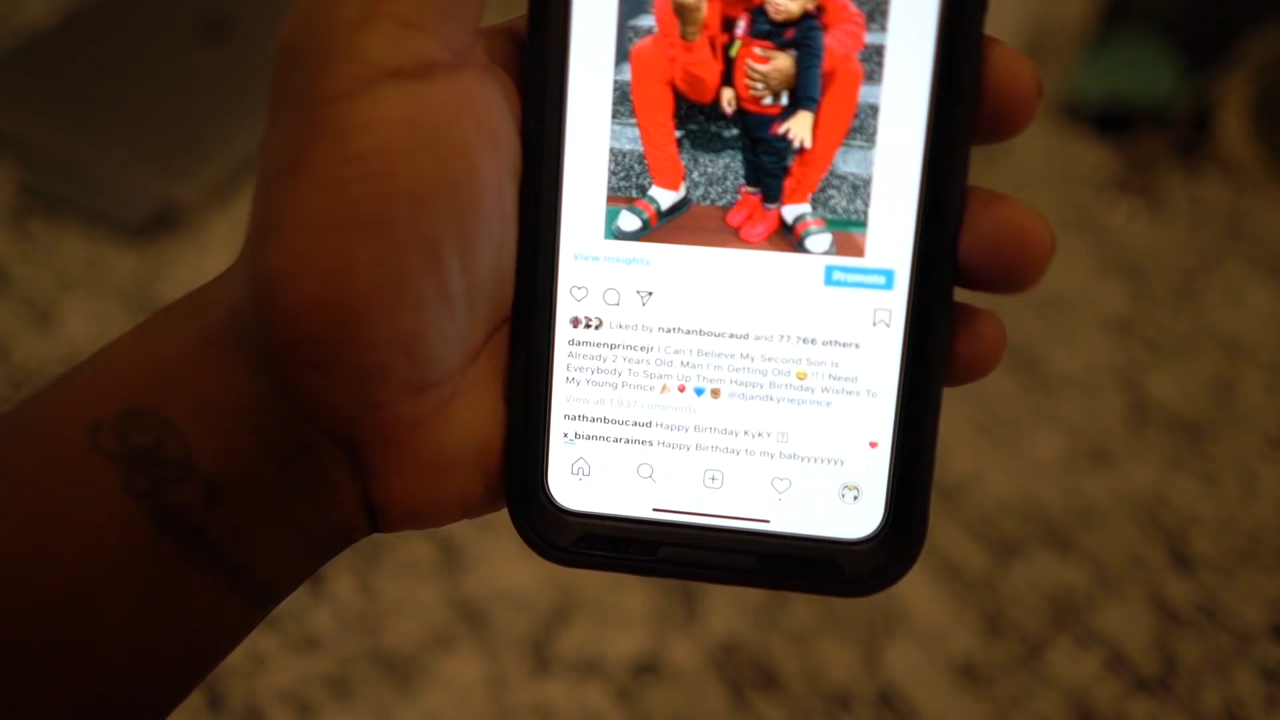 View Insights
Promote
Liked by nathanboucaud and 77,766 others
damienprincejr I Can't Believe My Second Son Is
Already 2 Years Old. Man I'm Getting Old 😄 !! I Need
Everybody To Spam Up Them Happy Birthday Wishes To
My Young Prince 🎉 🎈 💙 ✊🏾 @djandkyrieprince
View all 1,937 comments
nathanboucaud Happy Birthday KyKY
x_bianncaraines Happy Birthday to my babyyyyyyy